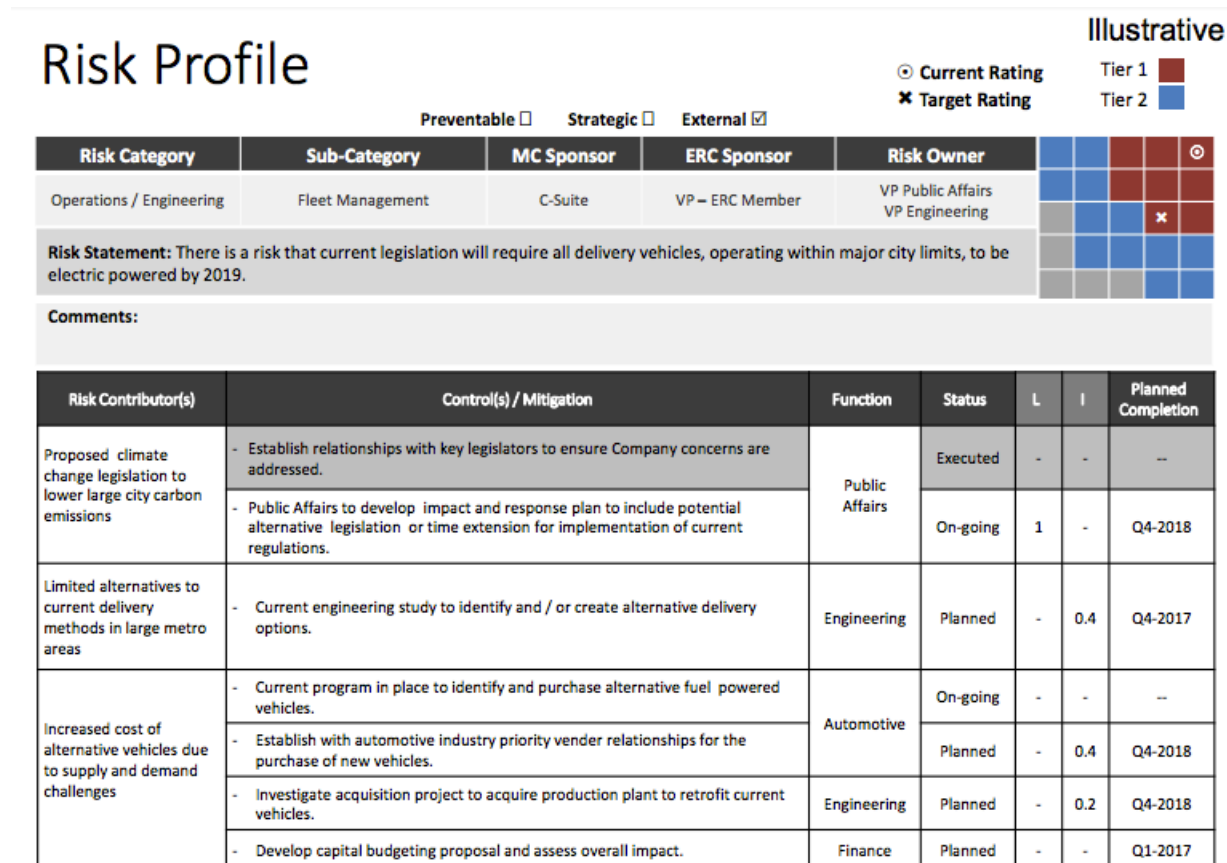 Illustrative
Risk Profile
⊙ Current Rating
Tier 1
✖ Target Rating
Tier 2
Preventable ☐ Strategic ☐ External ☑
Risk Category Sub-Category MC Sponsor ERC Sponsor Risk Owner
Operations / Engineering Fleet Management C-Suite VP – ERC Member VP Public Affairs
VP Engineering
Risk Statement: There is a risk that current legislation will require all delivery vehicles, operating within major city limits, to be
electric powered by 2019.
Comments:
Risk Contributor(s) Control(s) / Mitigation Function Status L I Planned
Completion
Proposed climate
change legislation to
lower large city carbon
emissions
- Establish relationships with key legislators to ensure Company concerns are
addressed.
Public
Affairs
Executed - - --
- Public Affairs to develop impact and response plan to include potential
alternative legislation or time extension for implementation of current
regulations.
On-going 1 - Q4-2018
Limited alternatives to
current delivery
methods in large metro
areas
- Current engineering study to identify and / or create alternative delivery
options.
Engineering Planned - 0.4 Q4-2017
Increased cost of
alternative vehicles due
to supply and demand
challenges
- Current program in place to identify and purchase alternative fuel powered
vehicles.
Automotive
On-going - - --
- Establish with automotive industry priority vender relationships for the
purchase of new vehicles.
Planned - 0.4 Q4-2018
- Investigate acquisition project to acquire production plant to retrofit current
vehicles.
Engineering Planned - 0.2 Q4-2018
- Develop capital budgeting proposal and assess overall impact. Finance Planned - - Q1-2017